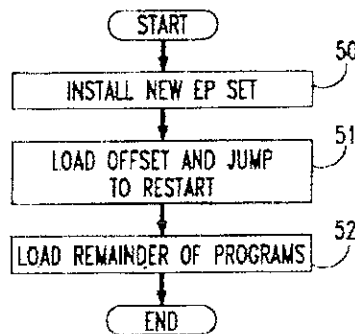 START
50
INSTALL NEW EP SET
51
LOAD OFFSET AND JUMP
TO RESTART
52
LOAD REMAINDER OF PROGRAMS
END